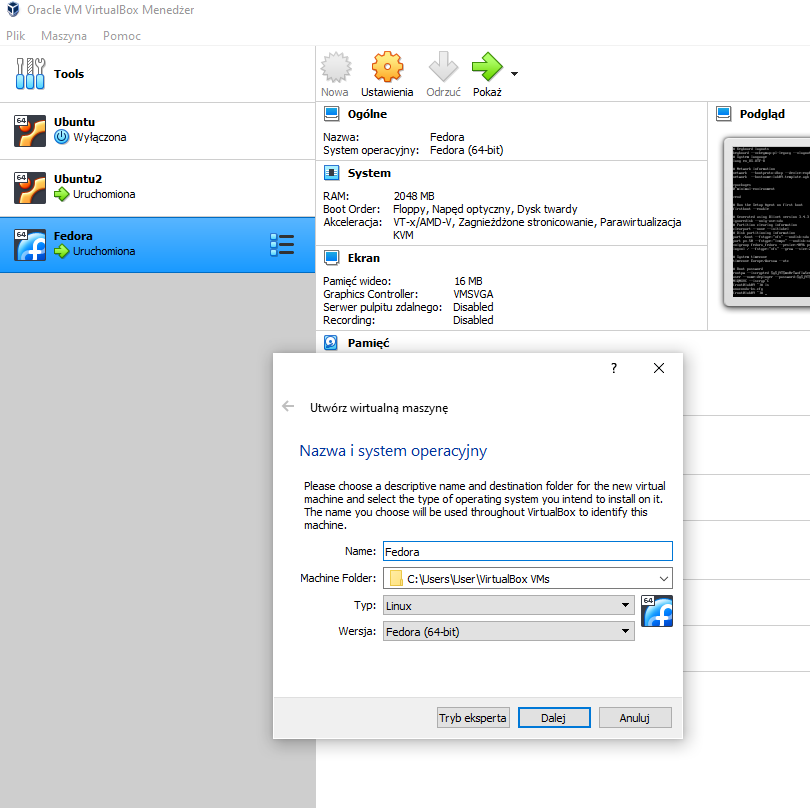 Oracle VM VirtualBox Menedżer
Plik Maszyna Pomoc
Tools
64
Ubuntu
Wyłączona
64
Ubuntu2
Uruchomiona
64
Fedora
Uruchomiona
Nowa Ustawienia Odrzuć Pokaż
Ogólne
Nazwa: Fedora
System operacyjny: Fedora (64-bit)
System
RAM: 2048 MB
Boot Order: Floppy, Napęd optyczny, Dysk twardy
Akceleracja: VT-x/AMD-V, Zagnieżdżone stronicowanie, Parawirtualizacja
KVM
Ekran
Pamięć wideo: 16 MB
Graphics Controller: VMSVGA
Serwer pulpitu zdalnego: Disabled
Recording: Disabled
Pamięć
Podgląd
?
Utwórz wirtualną maszynę
Nazwa i system operacyjny
Please choose a descriptive name and destination folder for the new virtual
machine and select the type of operating system you intend to install on it.
The name you choose will be used throughout VirtualBox to identify this
machine.
Name: Fedora
Machine Folder: C:\Users\User\VirtualBox VMs
Typ: Linux
64
Wersja: Fedora (64-bit)
Tryb eksperta Dalej Anuluj